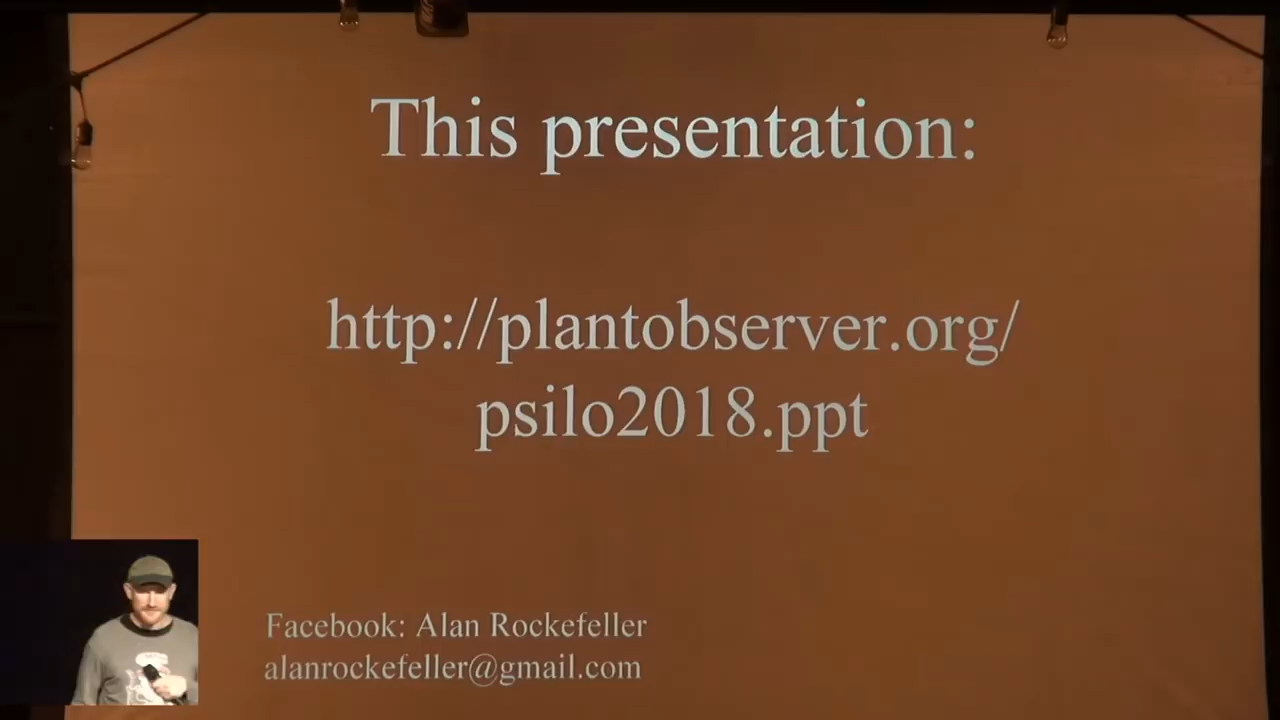 This presentation:
http://plantobserver.org/
psilo2018.ppt
Facebook: Alan Rockefeller
alanrockefeller@gmail.com